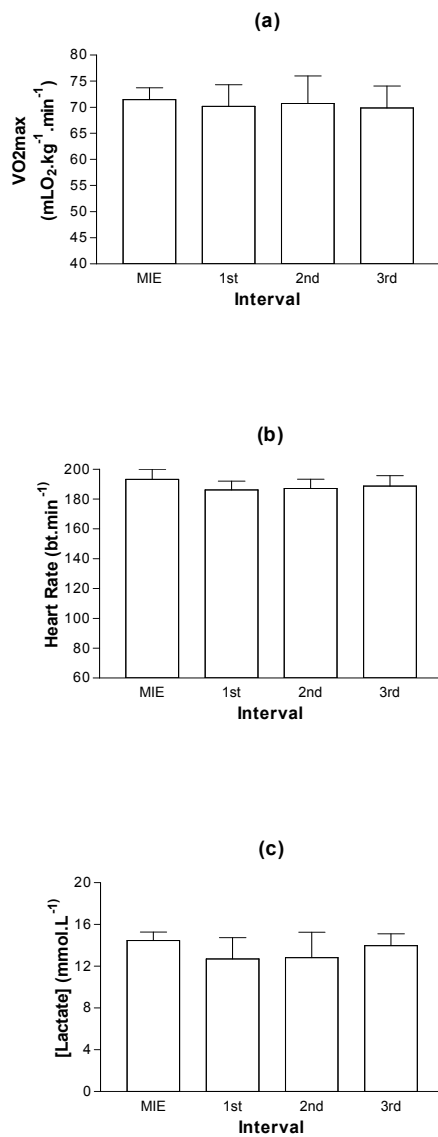 (a)
VO2max
(mLO₂.kg⁻¹.min⁻¹)
80
75
70
65
60
55
50
45
40
MIE 1st 2nd 3rd
Interval
(b)
Heart Rate (bt.min⁻¹)
200
180
160
140
120
100
80
60
MIE 1st 2nd 3rd
Interval
(c)
[Lactate] (mmol.L⁻¹)
20
16
12
8
4
0
MIE 1st 2nd 3rd
Interval